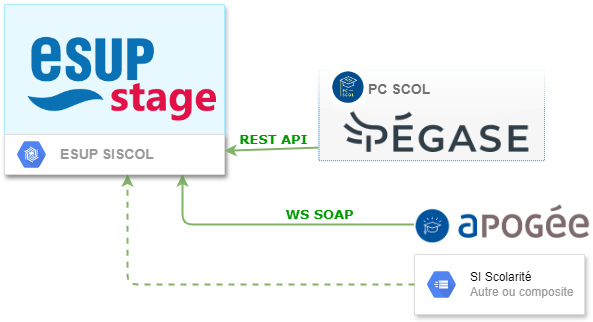 esup
stage
ESUP SISCOL
REST API
PC SCOL
PÉGASE
WS SOAP
apogée
SI Scolarité
Autre ou composite